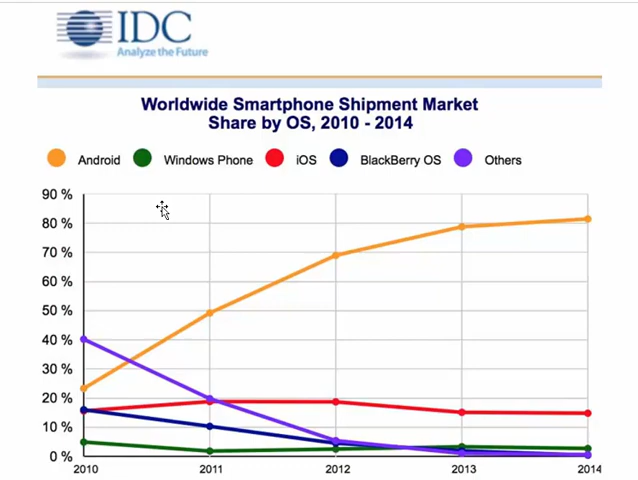 IDC
Analyze the Future
Worldwide Smartphone Shipment Market
Share by OS, 2010 - 2014
Android Windows Phone iOS BlackBerry OS Others
90 %
80 %
70 %
60 %
50 %
40 %
30 %
20 %
10 %
0 %
2010 2011 2012 2013 2014